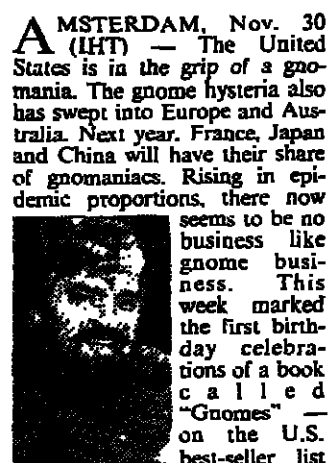 AMSTERDAM, Nov. 30
(IHT) — The United
States is in the grip of a gno-
mania. The gnome hysteria also
has swept into Europe and Aus-
tralia. Next year. France, Japan
and China will have their share
of gnomaniacs. Rising in epi-
demic proportions, there now
seems to be no
business like
gnome busi-
ness. This
week marked
the first birth-
day celebra-
tions of a book
called
"Gnomes" —
on the U.S.
best-seller list